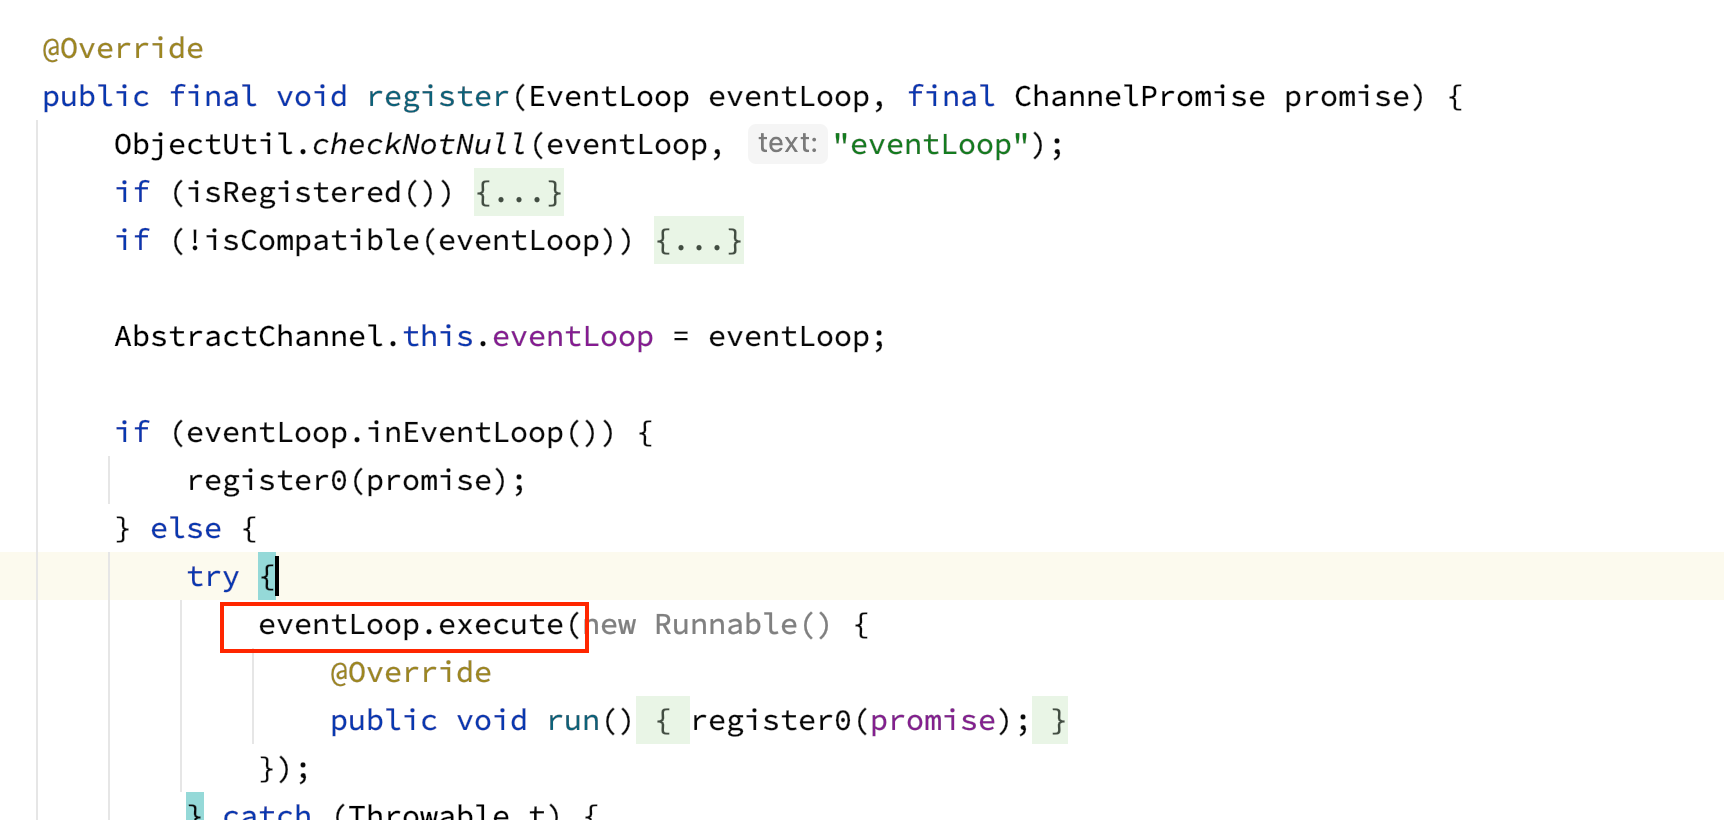 @Override
public final void register(EventLoop eventLoop, final ChannelPromise promise) {
ObjectUtil.checkNotNull(eventLoop, text: "eventLoop");
if (isRegistered()) {...}
if (!isCompatible(eventLoop)) {...}
AbstractChannel.this.eventLoop = eventLoop;
if (eventLoop.inEventLoop()) {
register0(promise);
} else {
try {
eventLoop.execute(new Runnable() {
@Override
public void run() { register0(promise); }
});
} catch (Throwable t) {